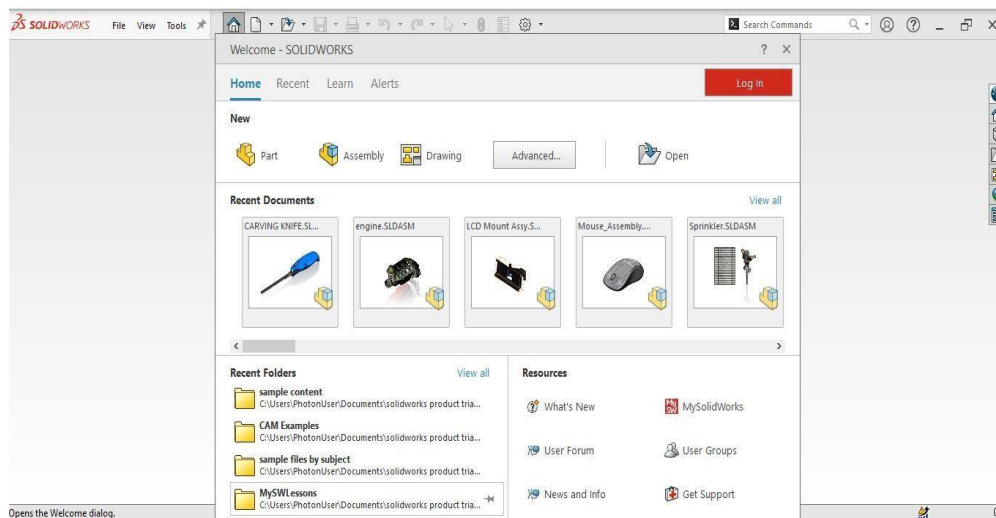 SOLIDWORKS File View Tools Search Commands
Welcome - SOLIDWORKS
Home Recent Learn Alerts Log In
New
Part Assembly Drawing Advanced... Open
Recent Documents View all
CARVING KNIFE.SL... engine.SLDASM LCD Mount Assy.S... Mouse_Assembly.... Sprinkler.SLDASM
Recent Folders View all Resources
sample content
C:\Users\PhotonUser\Documents\solidworks product tria...
What's New MySolidWorks
CAM Examples
C:\Users\PhotonUser\Documents\solidworks product tria...
User Forum User Groups
sample files by subject
C:\Users\PhotonUser\Documents\solidworks product tria...
News and Info Get Support
MySWLessons
C:\Users\PhotonUser\Documents\solidworks product tria...
Opens the Welcome dialog.